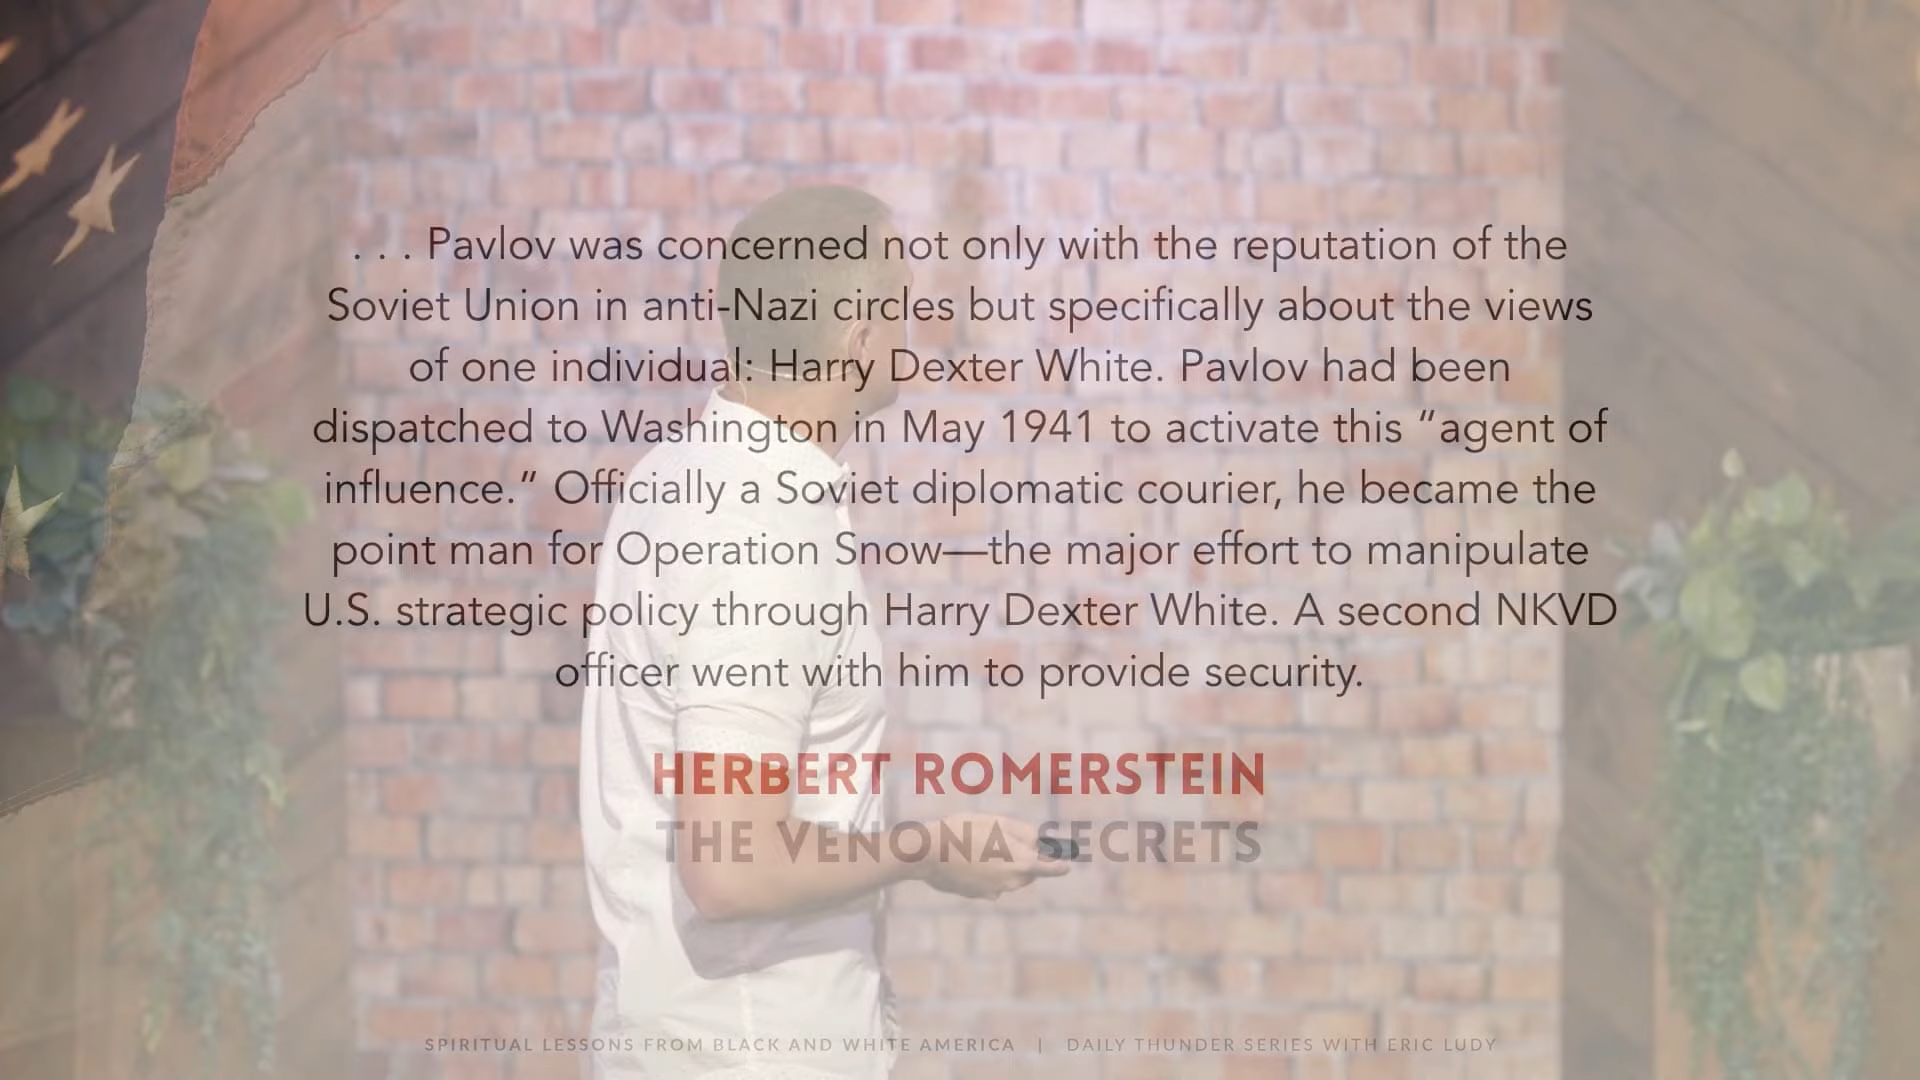 . . . Pavlov was concerned not only with the reputation of the
Soviet Union in anti-Nazi circles but specifically about the views
of one individual: Harry Dexter White. Pavlov had been
dispatched to Washington in May 1941 to activate this “agent of
influence.” Officially a Soviet diplomatic courier, he became the
point man for Operation Snow—the major effort to manipulate
U.S. strategic policy through Harry Dexter White. A second NKVD
officer went with him to provide security.
HERBERT ROMERSTEIN
THE VENONA SECRETS
SPIRITUAL LESSONS FROM BLACK AND WHITE AMERICA | DAILY THUNDER SERIES WITH ERIC LUDY